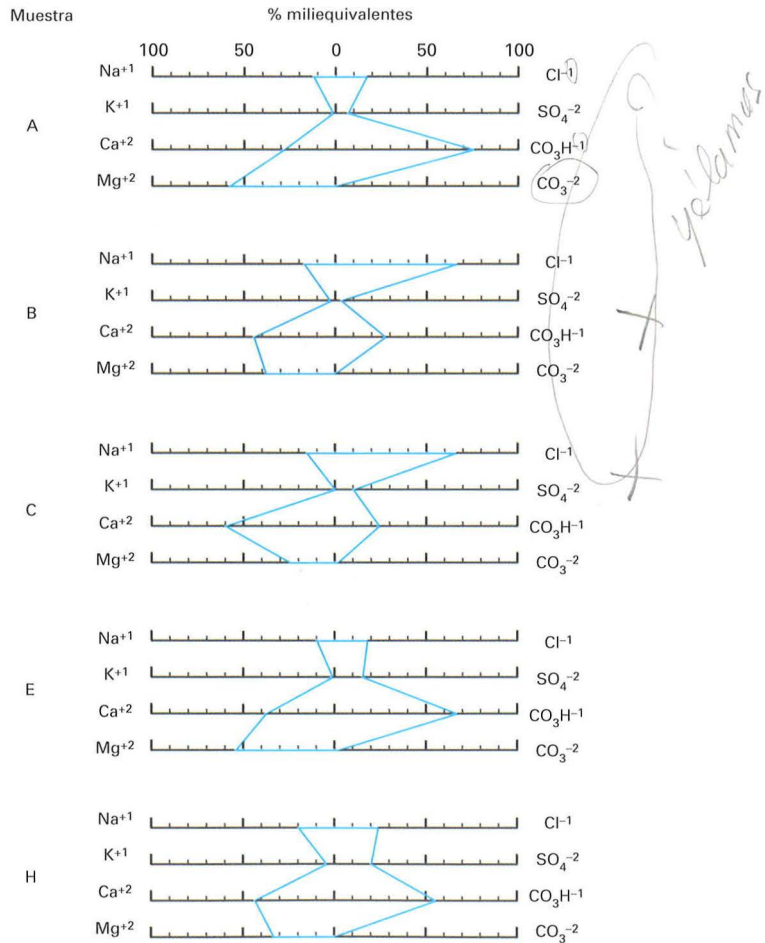 Muestra % miliequivalentes
100 50 0 50 100
Na+1 Cl-1
K+1 SO4-2
A
Ca+2 CO3H-1
Mg+2 CO3-2
Na+1 Cl-1
K+1 SO4-2
B
Ca+2 CO3H-1
Mg+2 CO3-2
Na+1 Cl-1
K+1 SO4-2
C
Ca+2 CO3H-1
Mg+2 CO3-2
Na+1 Cl-1
K+1 SO4-2
E
Ca+2 CO3H-1
Mg+2 CO3-2
Na+1 Cl-1
K+1 SO4-2
H
Ca+2 CO3H-1
Mg+2 CO3-2